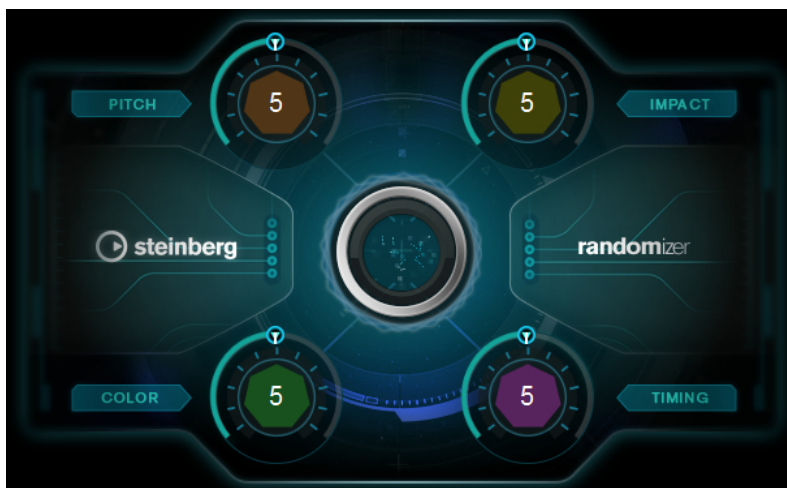 5
5
PITCH
IMPACT
steinberg
randomizer
5
5
COLOR
TIMING